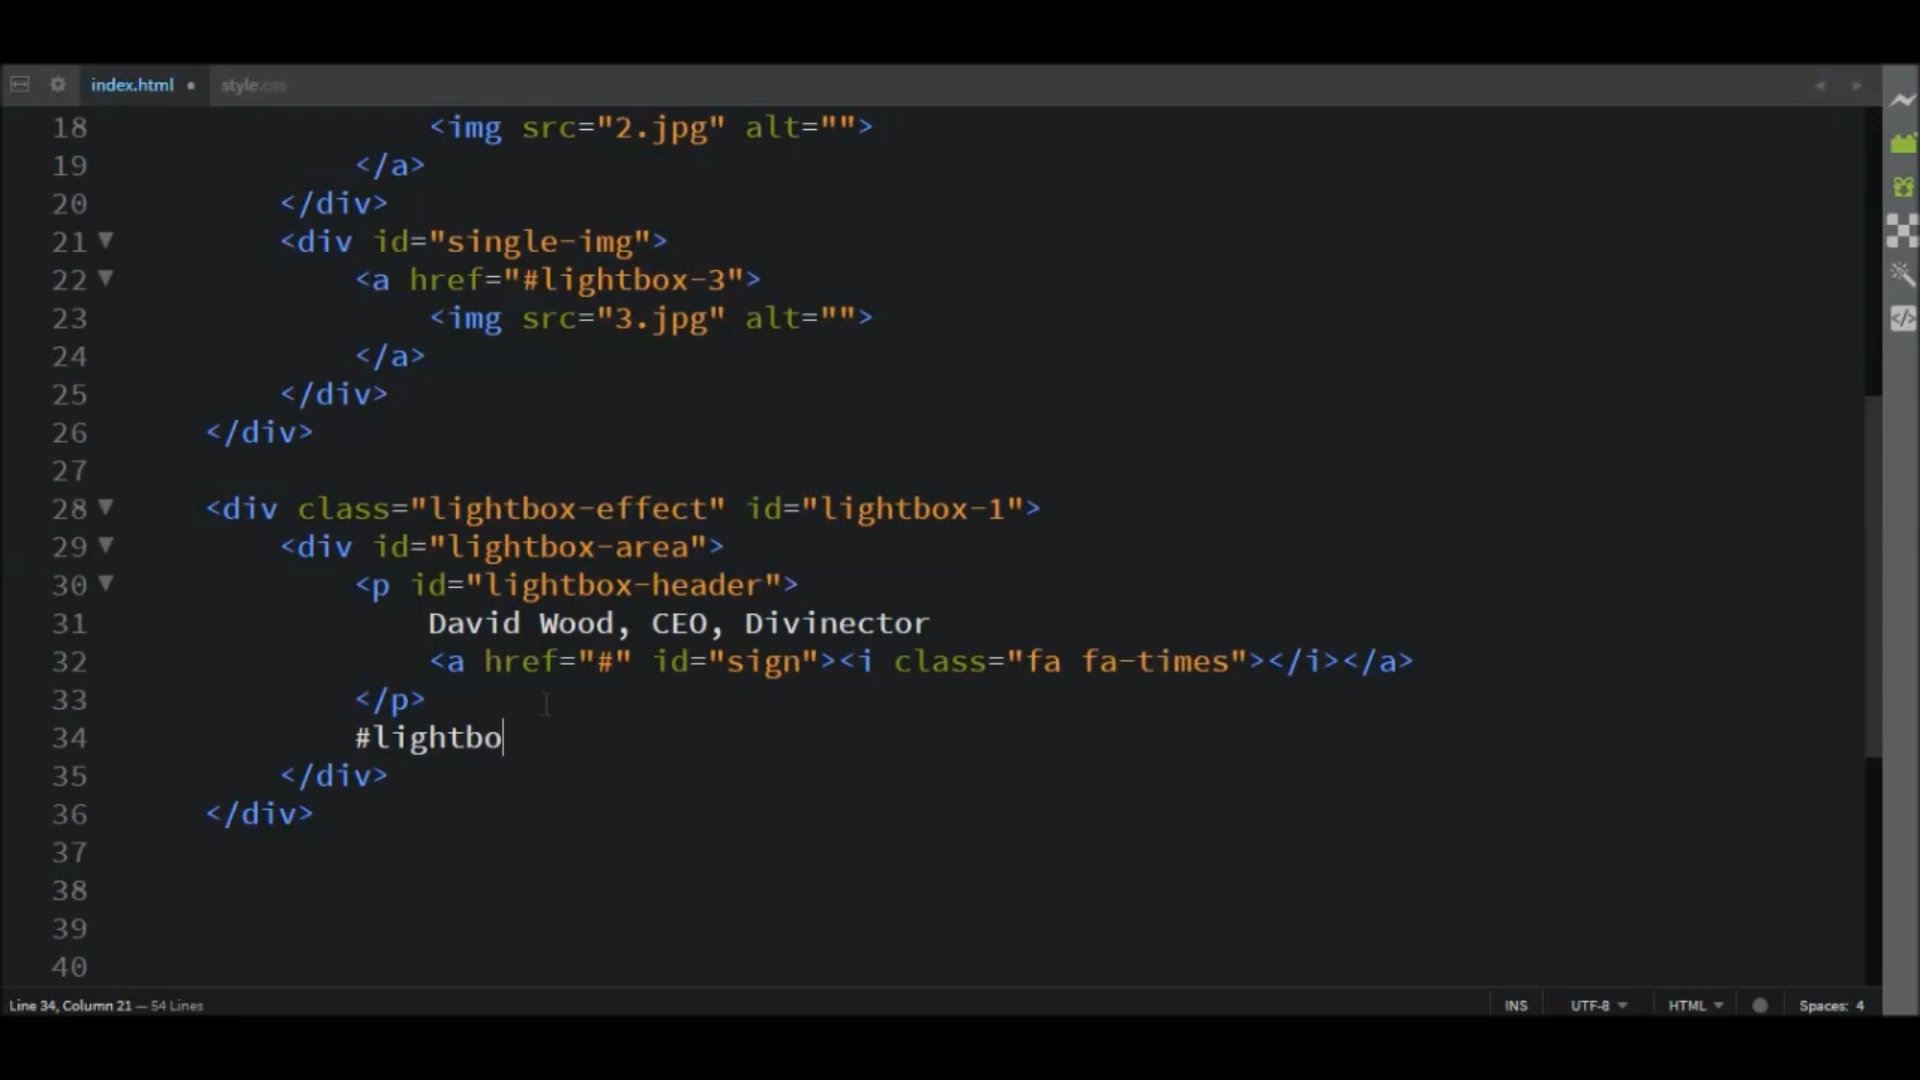 index.html • style.css
18 <img src="2.jpg" alt="">
19 </a>
20 </div>
21 <div id="single-img">
22 <a href="#lightbox-3">
23 <img src="3.jpg" alt="">
24 </a>
25 </div>
26 </div>
27
28 <div class="lightbox-effect" id="lightbox-1">
29 <div id="lightbox-area">
30 <p id="lightbox-header">
31 David Wood, CEO, Divinector
32 <a href="#" id="sign"><i class="fa fa-times"></i></a>
33 </p>
34 #lightbo
35 </div>
36 </div>
37
38
39
40
Line 34, Column 21 — 54 Lines INS UTF-8 HTML Spaces: 4